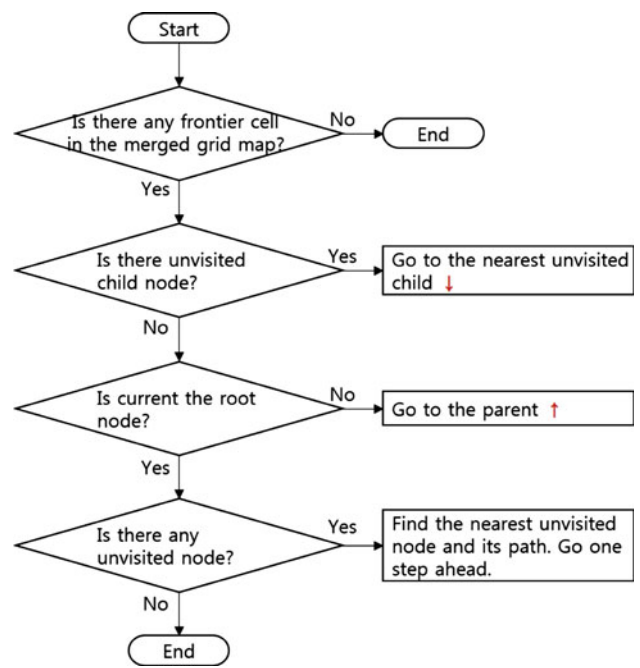 Start
Is there any frontier cell
in the merged grid map?
No
End
Yes
Is there unvisited
child node?
Yes
Go to the nearest unvisited
child ↓
No
Is current the root
node?
No
Go to the parent ↑
Yes
Is there any
unvisited node?
Yes
Find the nearest unvisited
node and its path. Go one
step ahead.
No
End